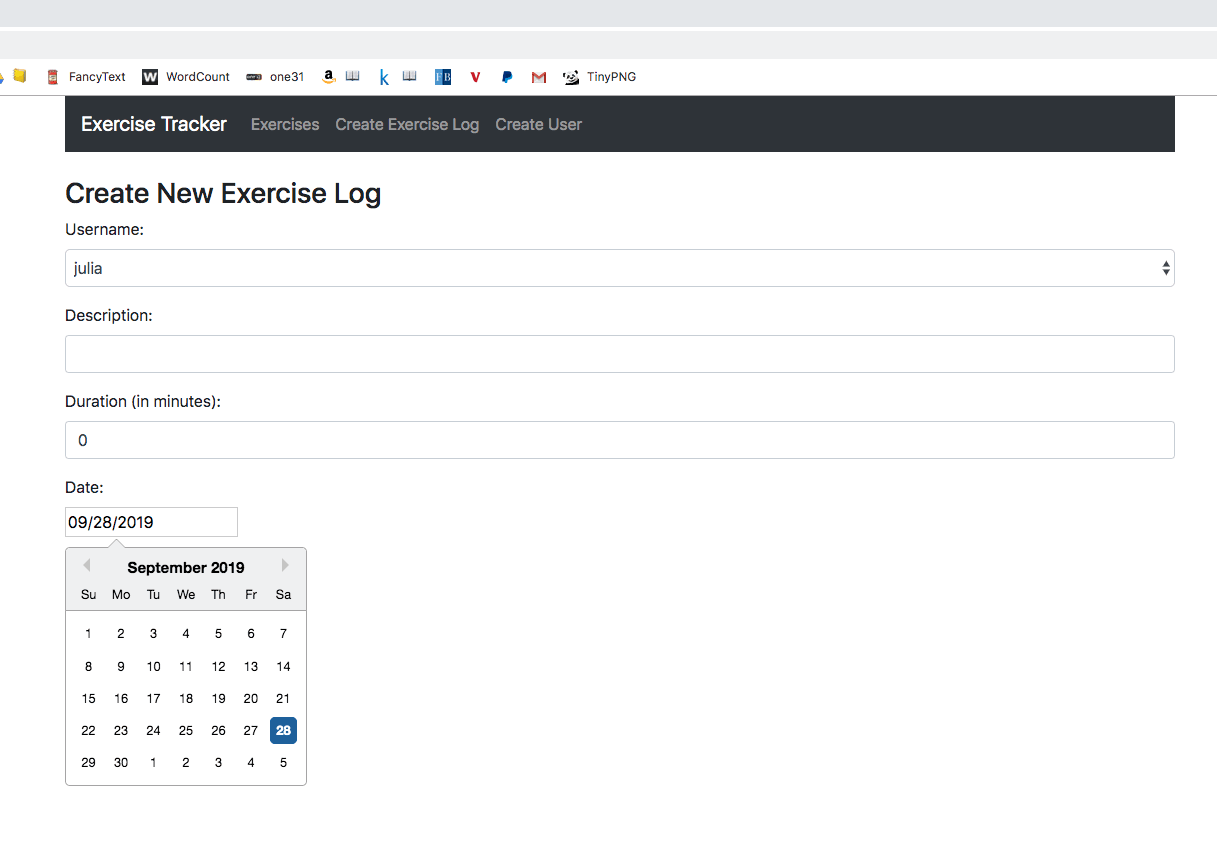 FancyText W WordCount one31 a k FB V M TinyPNG
Exercise Tracker Exercises Create Exercise Log Create User
Create New Exercise Log
Username:
julia
Description:
Duration (in minutes):
0
Date:
09/28/2019
September 2019
Su Mo Tu We Th Fr Sa
1 2 3 4 5 6 7
8 9 10 11 12 13 14
15 16 17 18 19 20 21
22 23 24 25 26 27 28
29 30 1 2 3 4 5